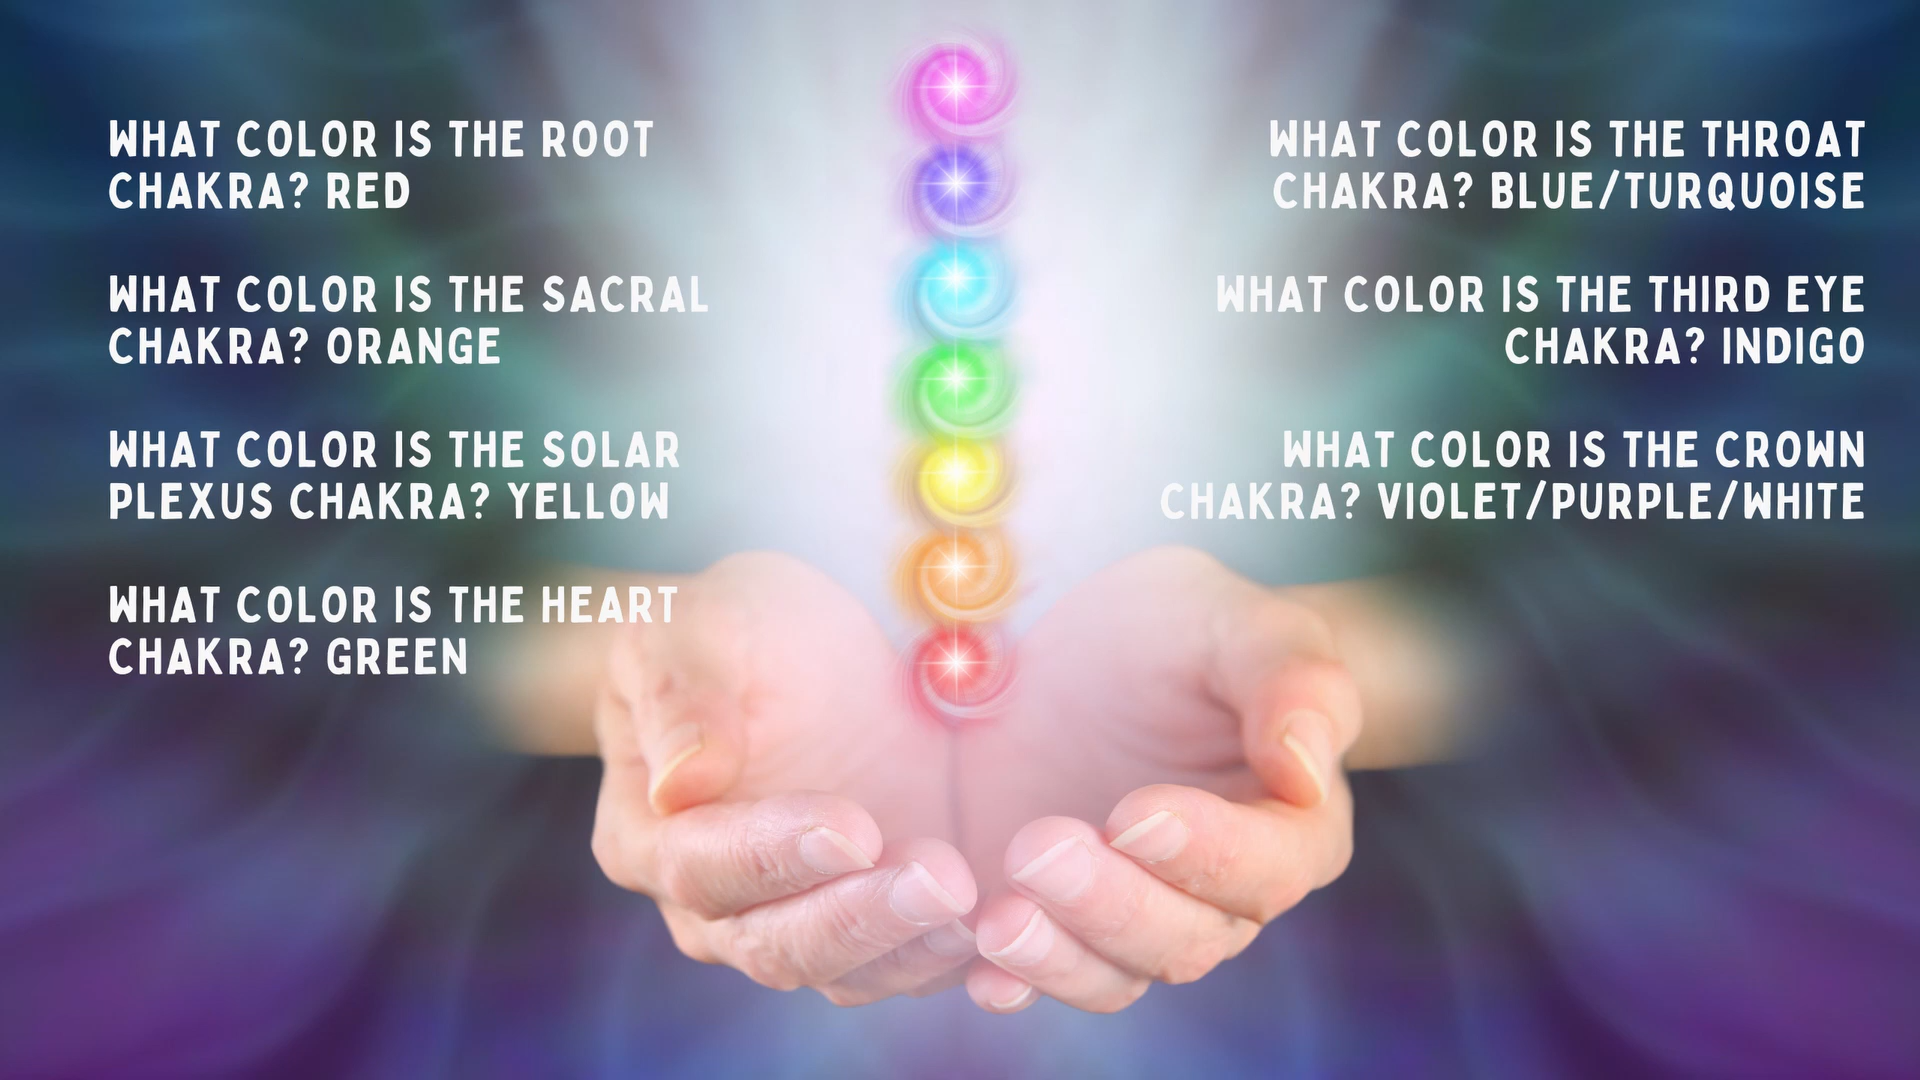 WHAT COLOR IS THE ROOT
CHAKRA? RED
WHAT COLOR IS THE SACRAL
CHAKRA? ORANGE
WHAT COLOR IS THE SOLAR
PLEXUS CHAKRA? YELLOW
WHAT COLOR IS THE HEART
CHAKRA? GREEN
WHAT COLOR IS THE THROAT
CHAKRA? BLUE/TURQUOISE
WHAT COLOR IS THE THIRD EYE
CHAKRA? INDIGO
WHAT COLOR IS THE CROWN
CHAKRA? VIOLET/PURPLE/WHITE